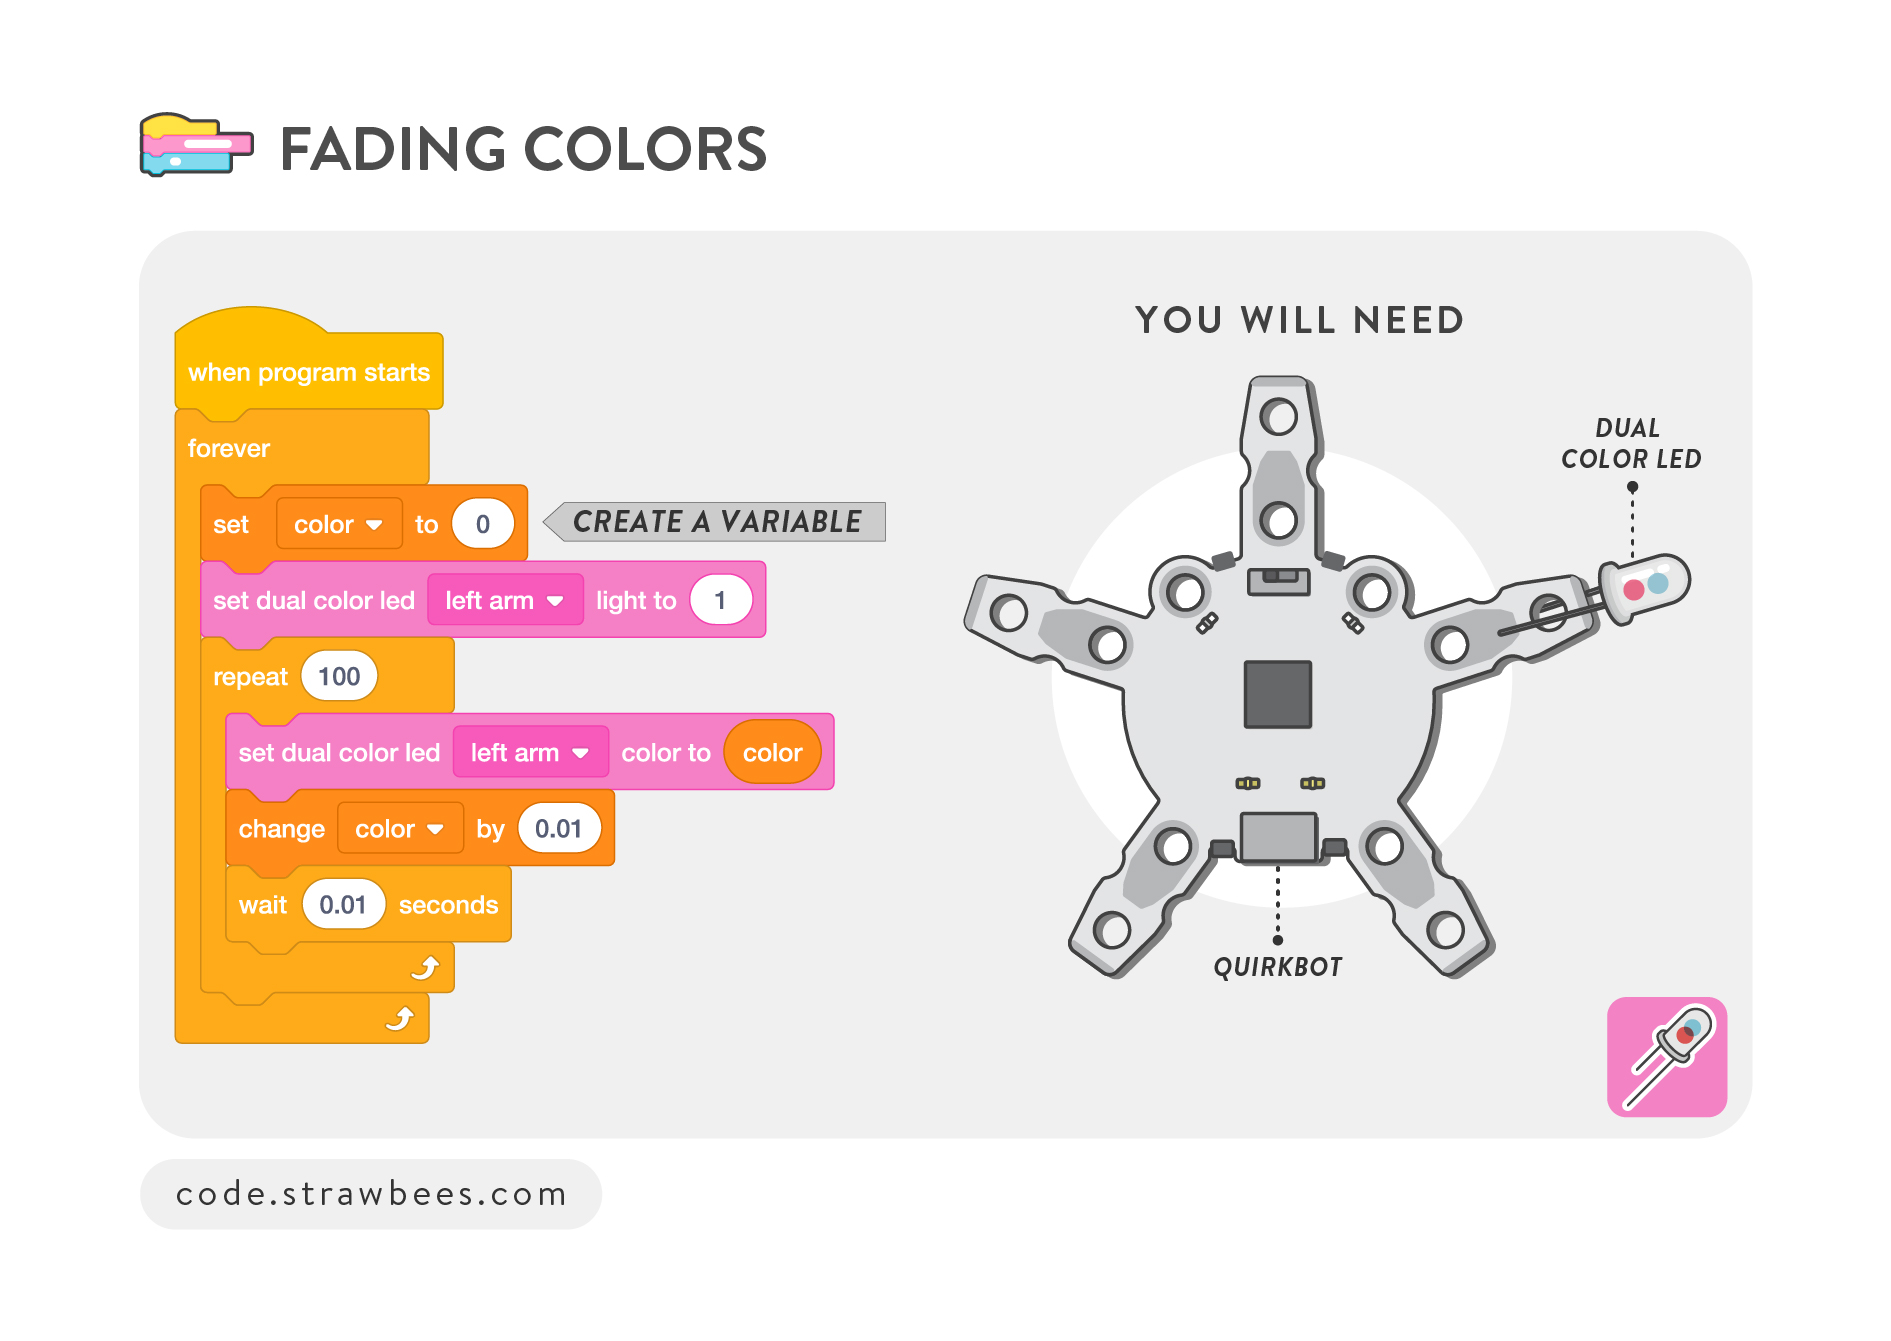 FADING COLORS
when program starts
forever
set color to 0
CREATE A VARIABLE
set dual color led left arm light to 1
repeat 100
set dual color led left arm color to color
change color by 0.01
wait 0.01 seconds
YOU WILL NEED
DUAL
COLOR LED
QUIRKBOT
code.strawbees.com